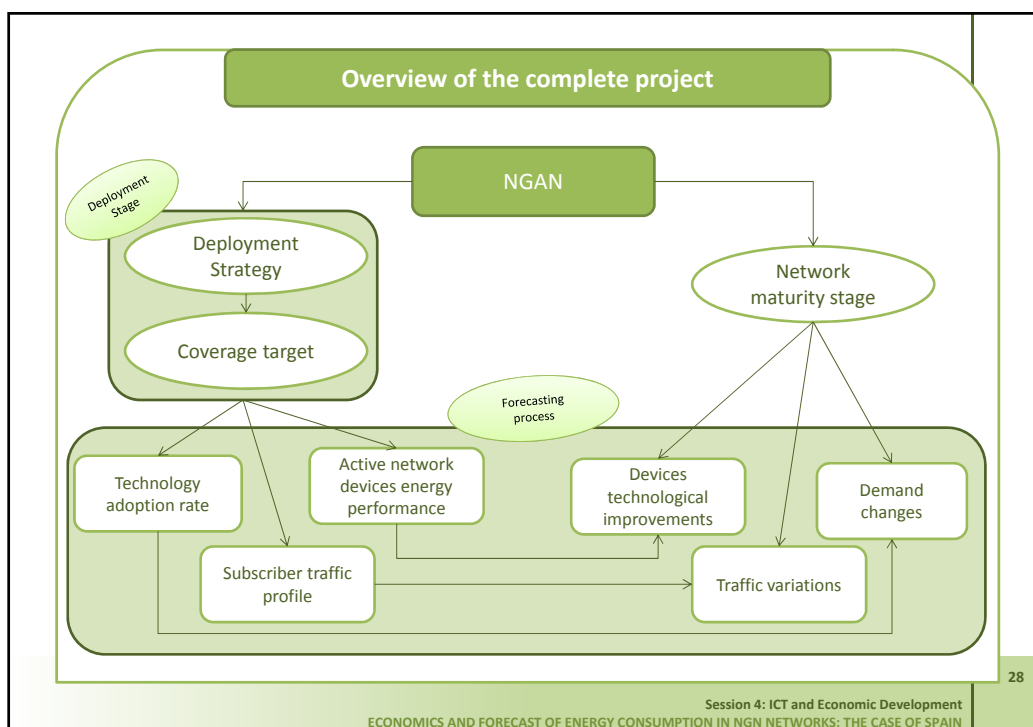 Overview of the complete project
NGAN
Deployment
Stage
Deployment
Strategy
Coverage target
Network
maturity stage
Forecasting
process
Technology
adoption rate
Active network
devices energy
performance
Devices
technological
improvements
Demand
changes
Subscriber traffic
profile
Traffic variations
28
Session 4: ICT and Economic Development
ECONOMICS AND FORECAST OF ENERGY CONSUMPTION IN NGN NETWORKS: THE CASE OF SPAIN